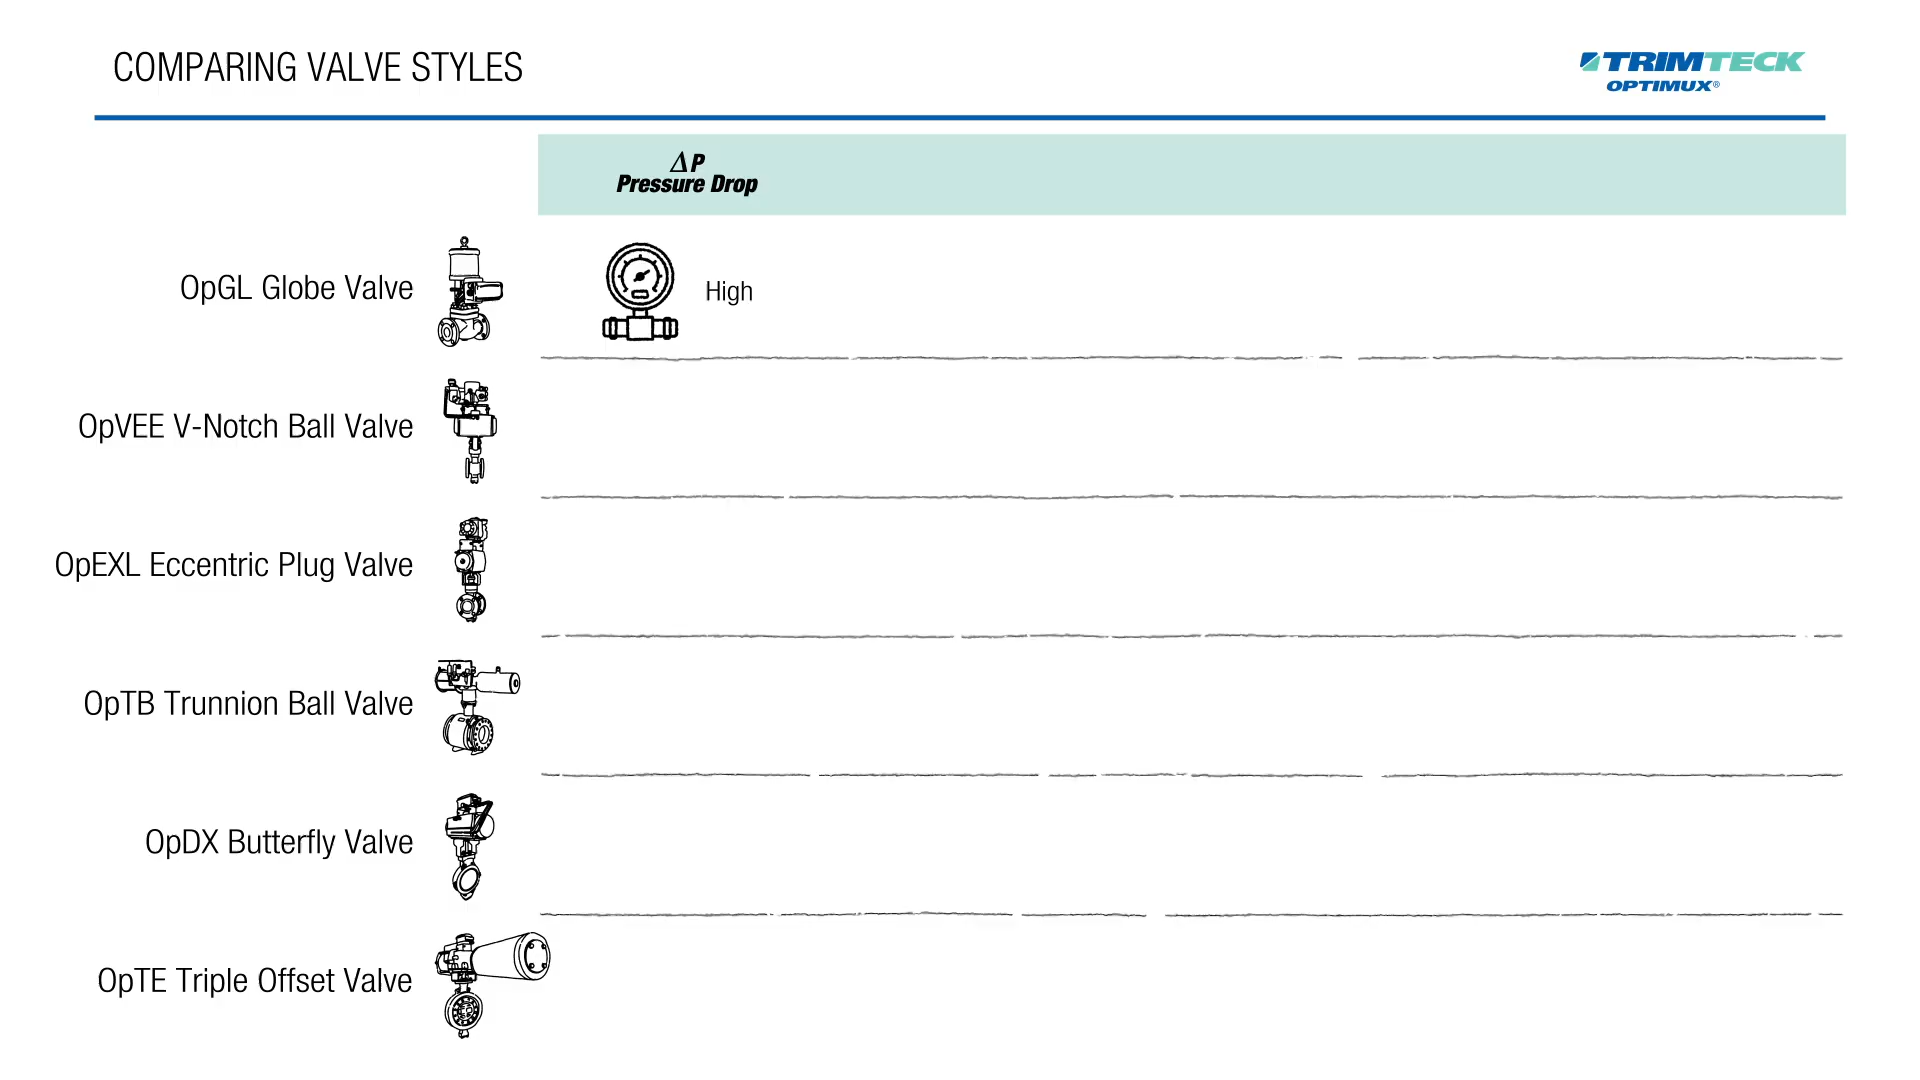 COMPARING VALVE STYLES
TRIMTECK
OPTIMUX®
ΔP
Pressure Drop
OpGL Globe Valve
High
OpVEE V-Notch Ball Valve
OpEXL Eccentric Plug Valve
OpTB Trunnion Ball Valve
OpDX Butterfly Valve
OpTE Triple Offset Valve